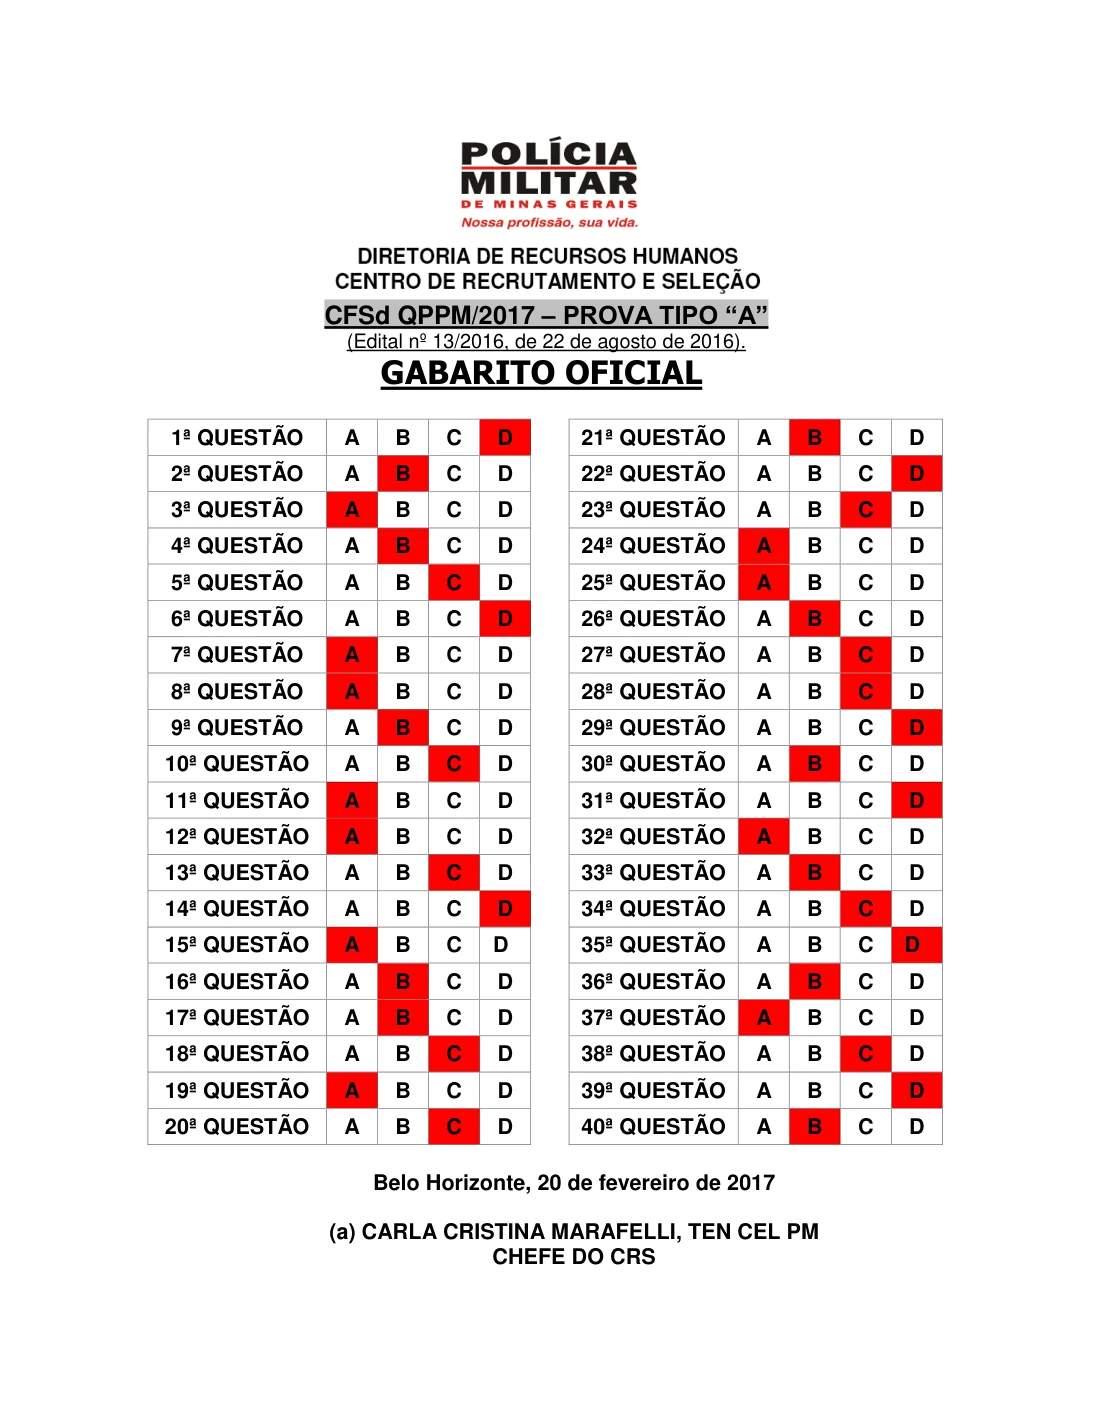 POLÍCIA
MILITAR
DE MINAS GERAIS
Nossa profissão, sua vida.
DIRETORIA DE RECURSOS HUMANOS
CENTRO DE RECRUTAMENTO E SELEÇÃO
CFSd QPPM/2017 – PROVA TIPO “A”
(Edital nº 13/2016, de 22 de agosto de 2016).
GABARITO OFICIAL
1ª QUESTÃO A B C D
2ª QUESTÃO A B C D
3ª QUESTÃO A B C D
4ª QUESTÃO A B C D
5ª QUESTÃO A B C D
6ª QUESTÃO A B C D
7ª QUESTÃO A B C D
8ª QUESTÃO A B C D
9ª QUESTÃO A B C D
10ª QUESTÃO A B C D
11ª QUESTÃO A B C D
12ª QUESTÃO A B C D
13ª QUESTÃO A B C D
14ª QUESTÃO A B C D
15ª QUESTÃO A B C D
16ª QUESTÃO A B C D
17ª QUESTÃO A B C D
18ª QUESTÃO A B C D
19ª QUESTÃO A B C D
20ª QUESTÃO A B C D
21ª QUESTÃO A B C D
22ª QUESTÃO A B C D
23ª QUESTÃO A B C D
24ª QUESTÃO A B C D
25ª QUESTÃO A B C D
26ª QUESTÃO A B C D
27ª QUESTÃO A B C D
28ª QUESTÃO A B C D
29ª QUESTÃO A B C D
30ª QUESTÃO A B C D
31ª QUESTÃO A B C D
32ª QUESTÃO A B C D
33ª QUESTÃO A B C D
34ª QUESTÃO A B C D
35ª QUESTÃO A B C D
36ª QUESTÃO A B C D
37ª QUESTÃO A B C D
38ª QUESTÃO A B C D
39ª QUESTÃO A B C D
40ª QUESTÃO A B C D
Belo Horizonte, 20 de fevereiro de 2017
(a) CARLA CRISTINA MARAFELLI, TEN CEL PM
CHEFE DO CRS